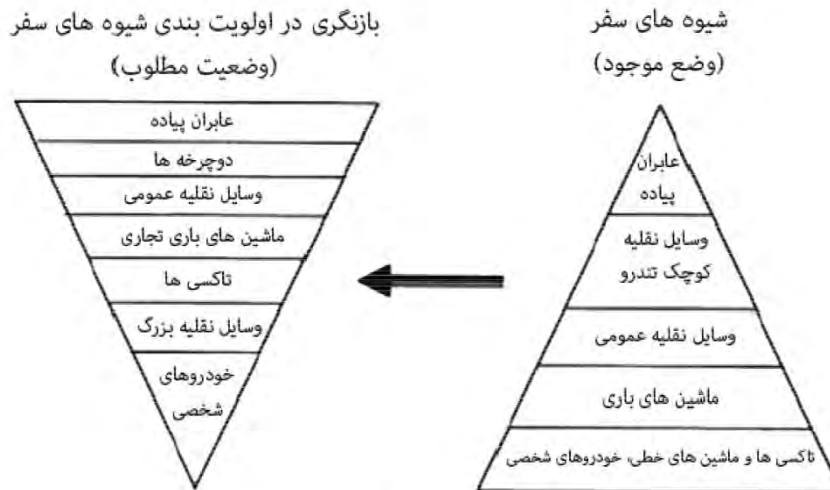 شیوه های سفر
(وضع موجود)
عابران
پیاده
وسایل نقلیه
کوچک تندرو
وسایل نقلیه عمومی
ماشین های باری
تاکسی ها و ماشین های خطی، خودروهای شخصی
بازنگری در اولویت بندی شیوه های سفر
(وضعیت مطلوب)
عابران پیاده
دوچرخه ها
وسایل نقلیه عمومی
ماشین های باری تجاری
تاکسی ها
وسایل نقلیه بزرگ
خودروهای
شخصی